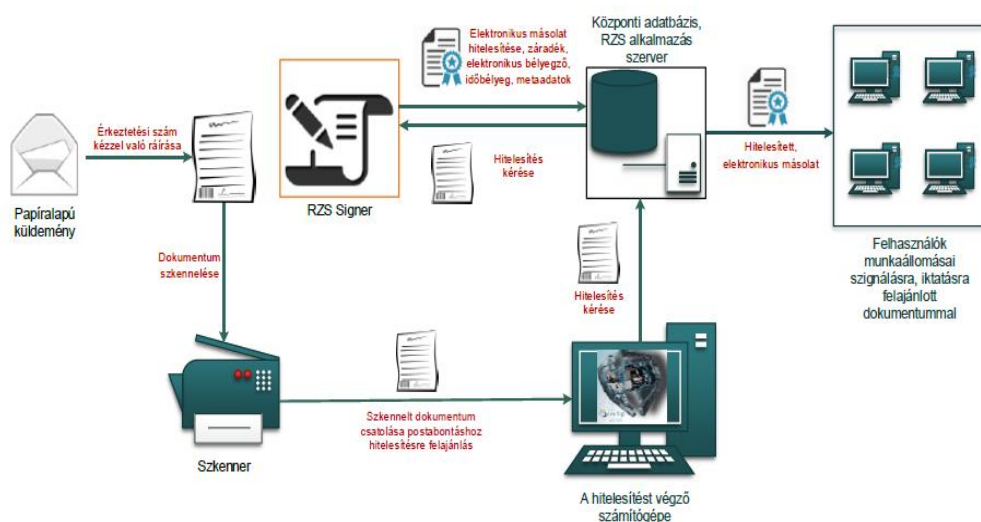 Papíralapú
küldemény
Érkeztetési szám
kézzel való ráírása
Dokumentum
szkennelése
Szkenner
Szkennelt dokumentum
csatolása postabontáshoz
hitelesítésre felajánlás
A hitelesítést végző
számítógépe
Hitelesítés
kérése
Központi adatbázis,
RZS alkalmazás
szerver
Hitelesítés
kérése
RZS Signer
Elektronikus másolat
hitelesítése, záradék,
elektronikus bélyegző,
időbélyeg, metaadatok
Hitelesített,
elektronikus másolat
Felhasználók
munkaállomásai
szignálásra, iktatásra
felajánlott
dokumentummal